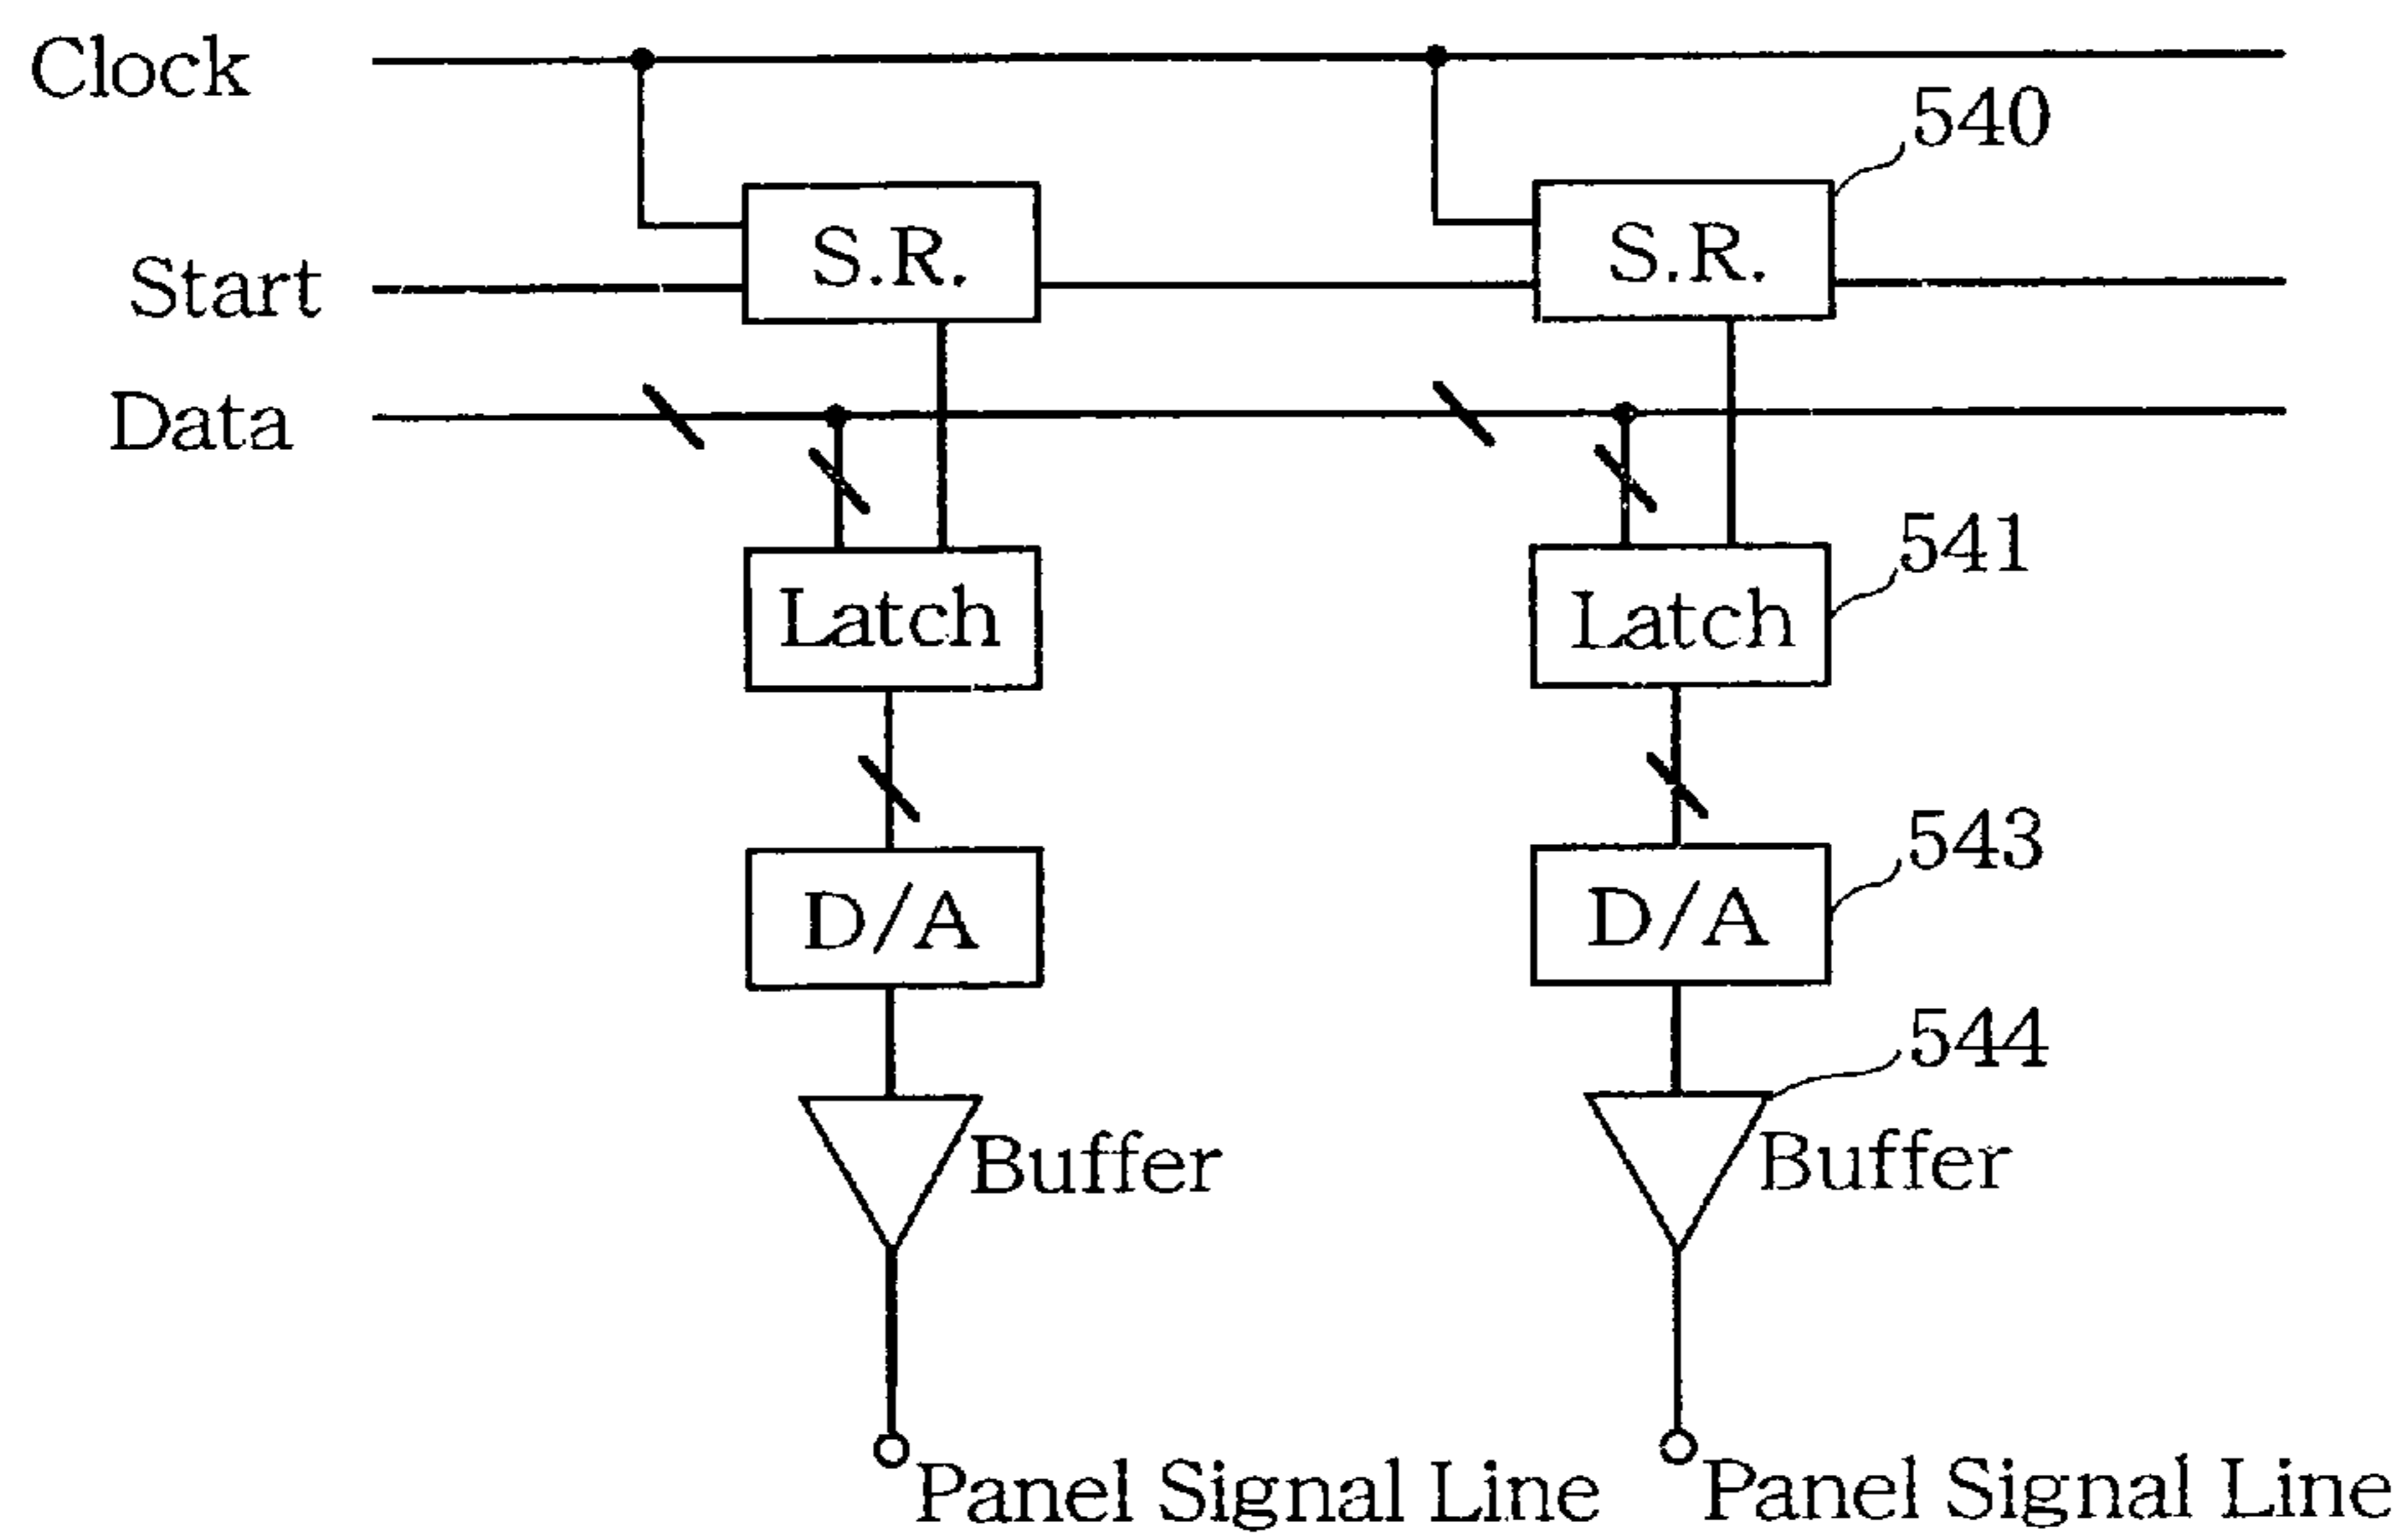 Clock
540
S.R.
S.R.
Start
Data
541
Latch
Latch
543
D/A
D/A
544
Buffer
Buffer
Panel Signal Line
Panel Signal Line